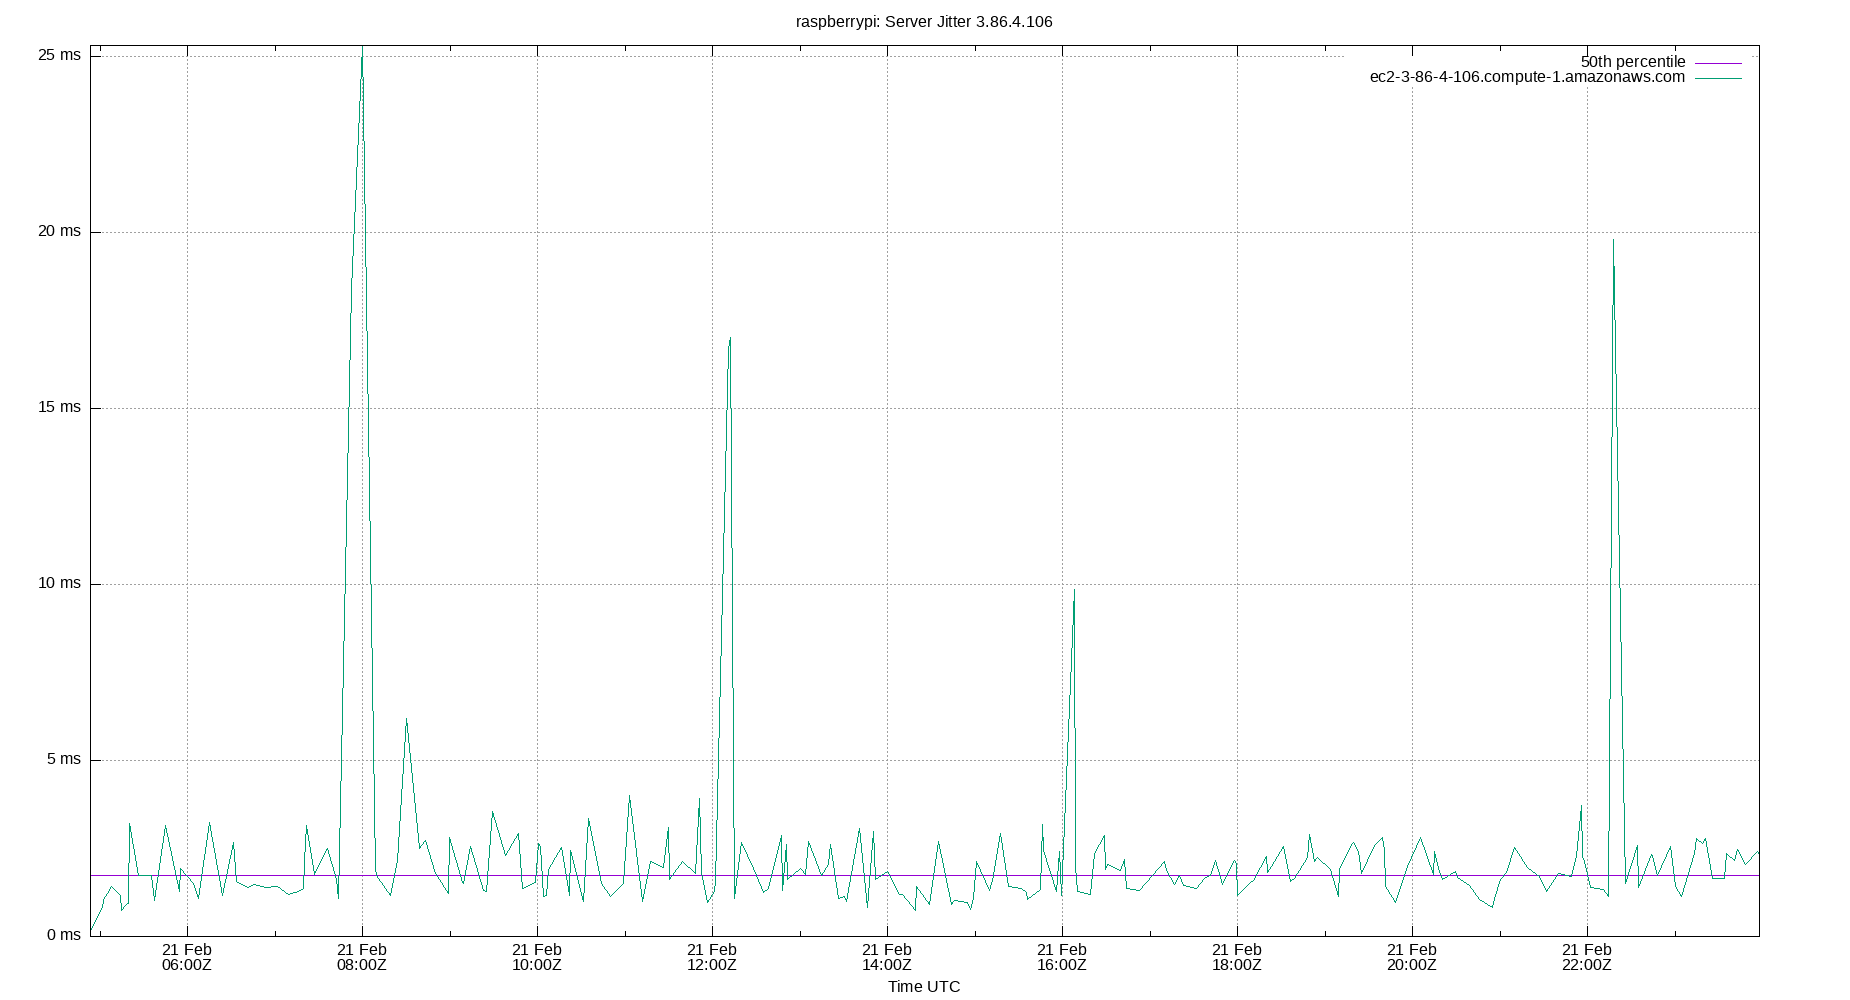 raspberrypi: Server Jitter 3.86.4.106
25 ms
20 ms
15 ms
10 ms
5 ms
0 ms
50th percentile
ec2-3-86-4-106.compute-1.amazonaws.com
21 Feb 21 Feb 21 Feb 21 Feb 21 Feb 21 Feb 21 Feb 21 Feb 21 Feb
06:00Z 08:00Z 10:00Z 12:00Z 14:00Z 16:00Z 18:00Z 20:00Z 22:00Z
Time UTC